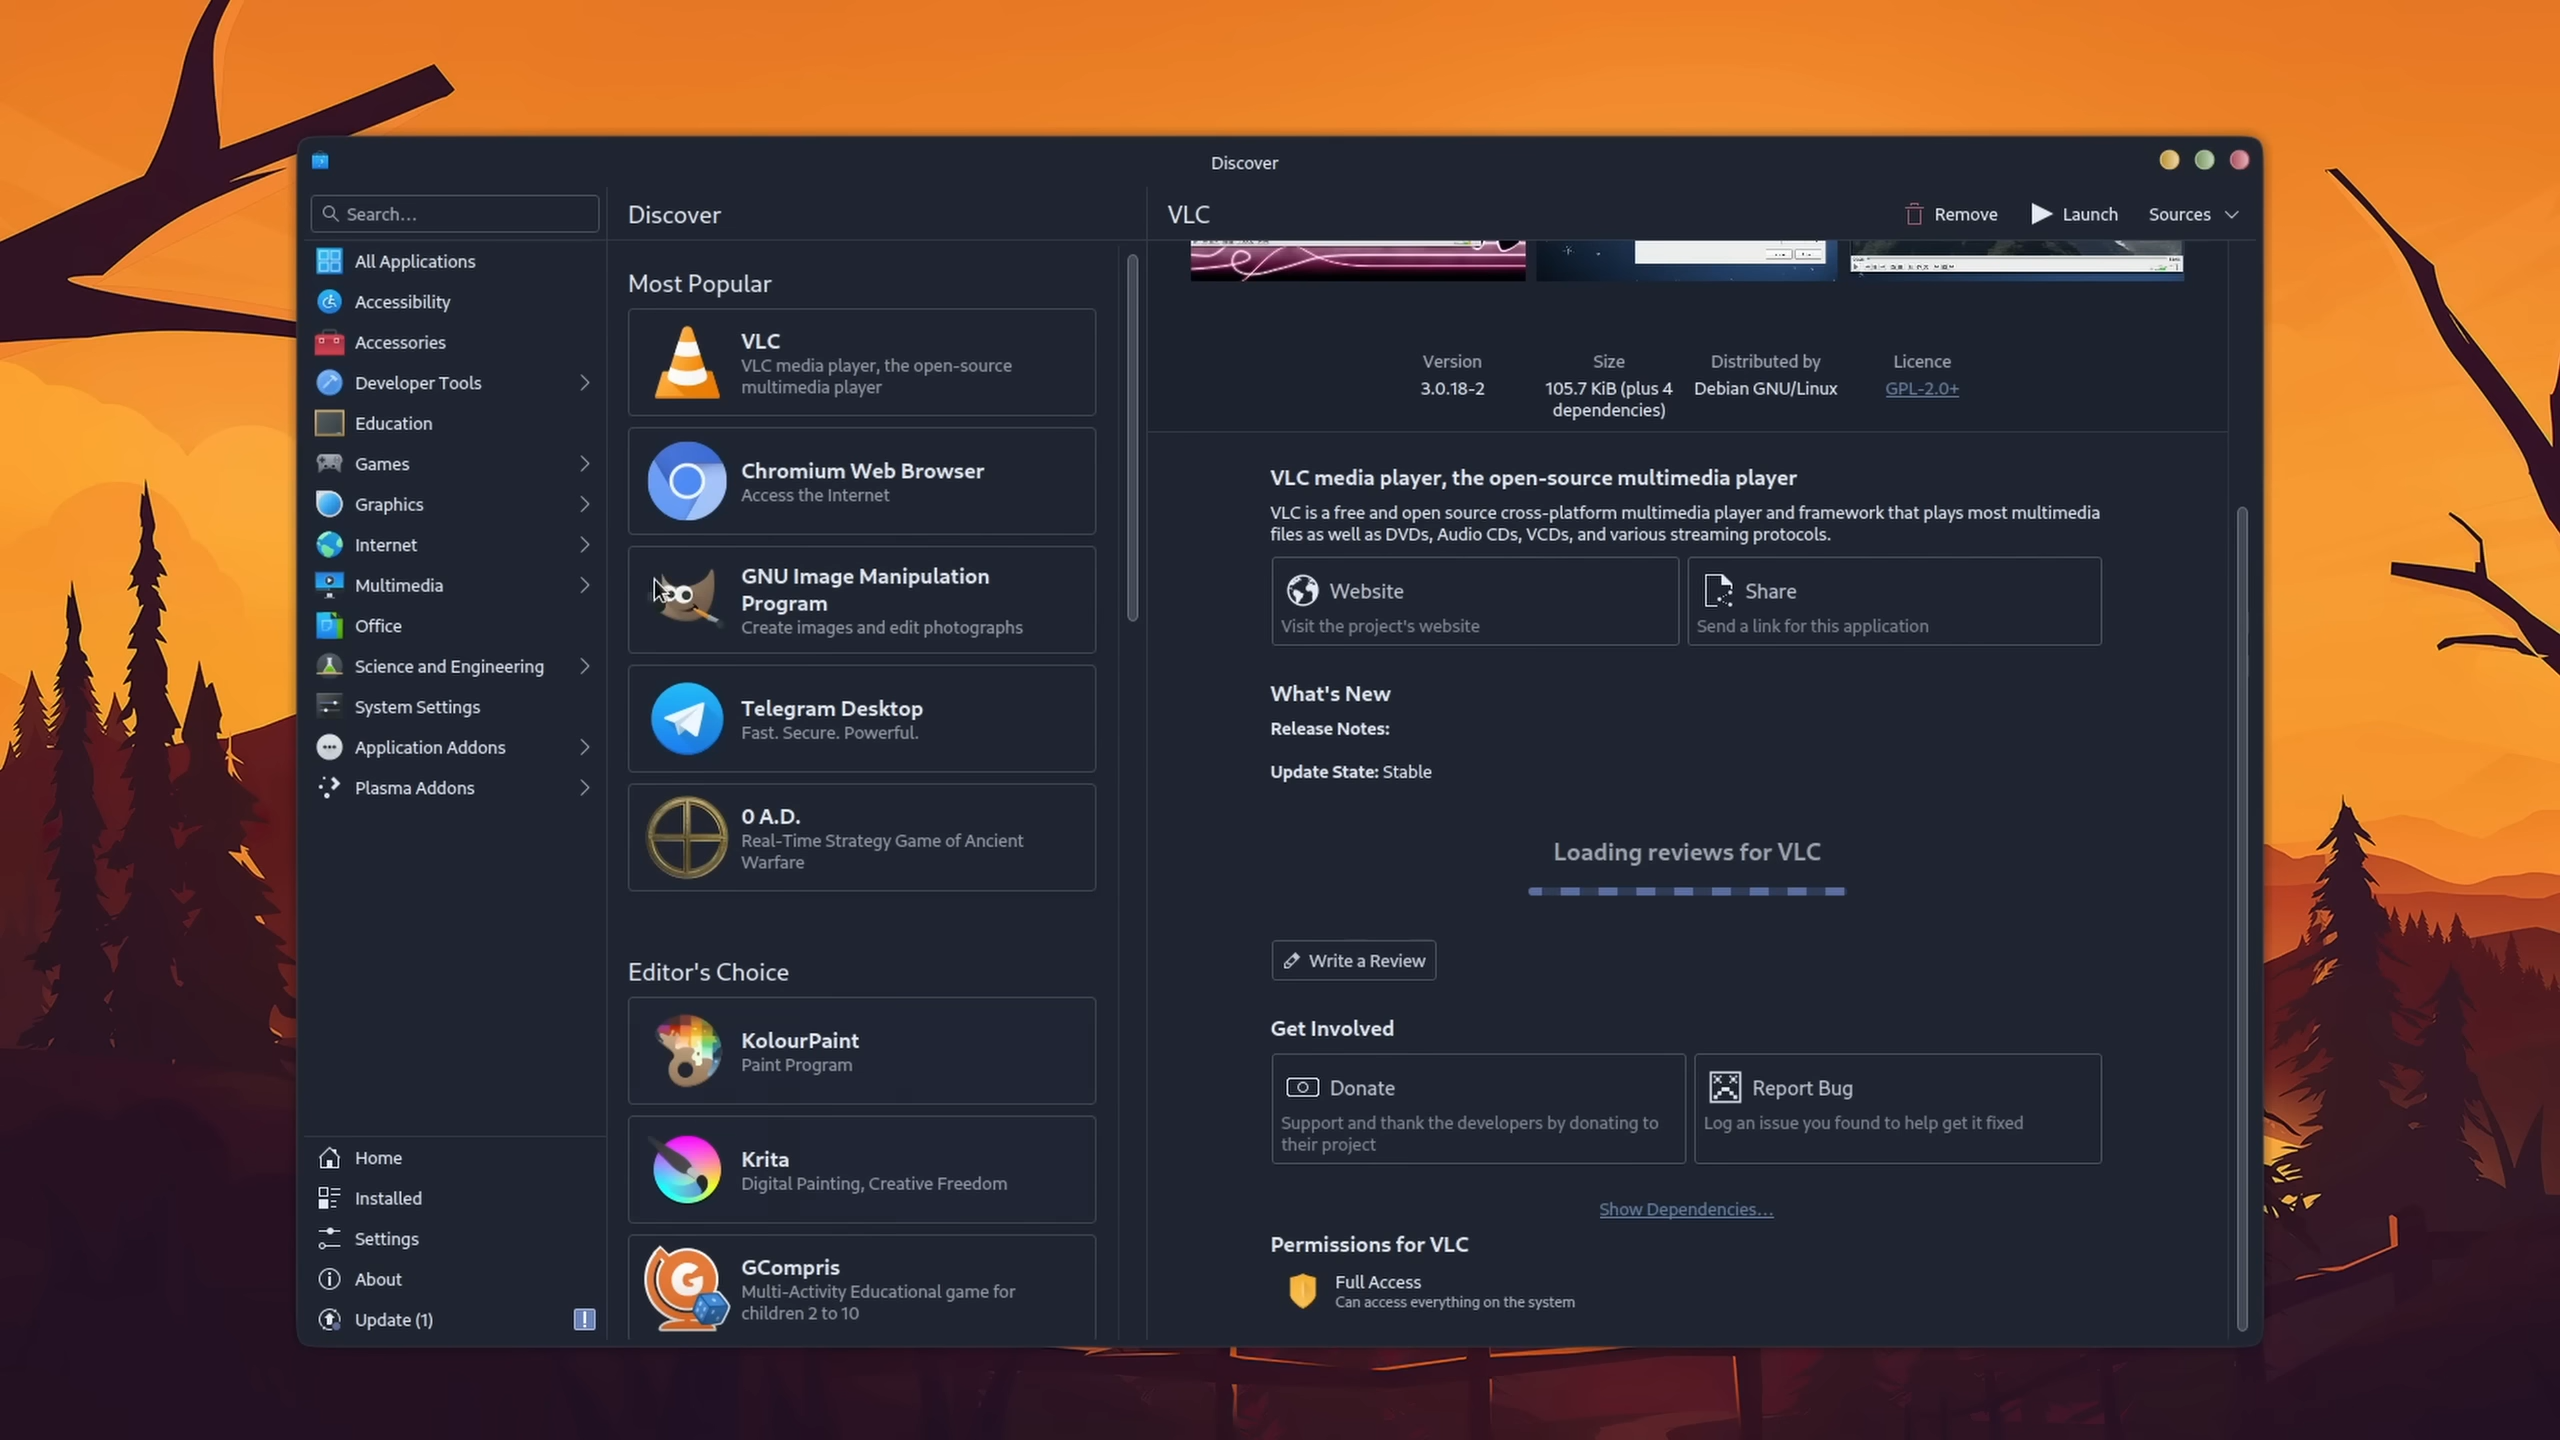 Discover
Search...
All Applications
Accessibility
Accessories
Developer Tools
Education
Games
Graphics
Internet
Multimedia
Office
Science and Engineering
System Settings
Application Addons
Plasma Addons
Home
Installed
Settings
About
Update (1)
Discover
Most Popular
VLC
VLC media player, the open-source
multimedia player
Chromium Web Browser
Access the Internet
GNU Image Manipulation
Program
Create images and edit photographs
Telegram Desktop
Fast. Secure. Powerful.
0 A.D.
Real-Time Strategy Game of Ancient
Warfare
Editor's Choice
KolourPaint
Paint Program
Krita
Digital Painting, Creative Freedom
GCompris
Multi-Activity Educational game for
children 2 to 10
VLC
Remove
Launch
Sources
Version
3.0.18-2
Size
105.7 KiB (plus 4
dependencies)
Distributed by
Debian GNU/Linux
Licence
GPL-2.0+
VLC media player, the open-source multimedia player
VLC is a free and open source cross-platform multimedia player and framework that plays most multimedia
files as well as DVDs, Audio CDs, VCDs, and various streaming protocols.
Website
Visit the project's website
Share
Send a link for this application
What's New
Release Notes:
Update State: Stable
Loading reviews for VLC
Write a Review
Get Involved
Donate
Support and thank the developers by donating to
their project
Report Bug
Log an issue you found to help get it fixed
Show Dependencies...
Permissions for VLC
Full Access
Can access everything on the system